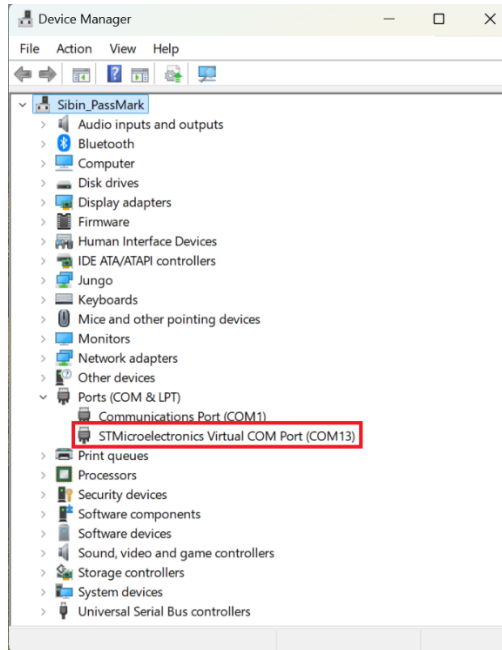 Device Manager
File Action View Help
Sibin_PassMark
Audio inputs and outputs
Bluetooth
Computer
Disk drives
Display adapters
Firmware
Human Interface Devices
IDE ATA/ATAPI controllers
Jungo
Keyboards
Mice and other pointing devices
Monitors
Network adapters
Other devices
Ports (COM & LPT)
Communications Port (COM1)
STMicroelectronics Virtual COM Port (COM13)
Print queues
Processors
Security devices
Software components
Software devices
Sound, video and game controllers
Storage controllers
System devices
Universal Serial Bus controllers